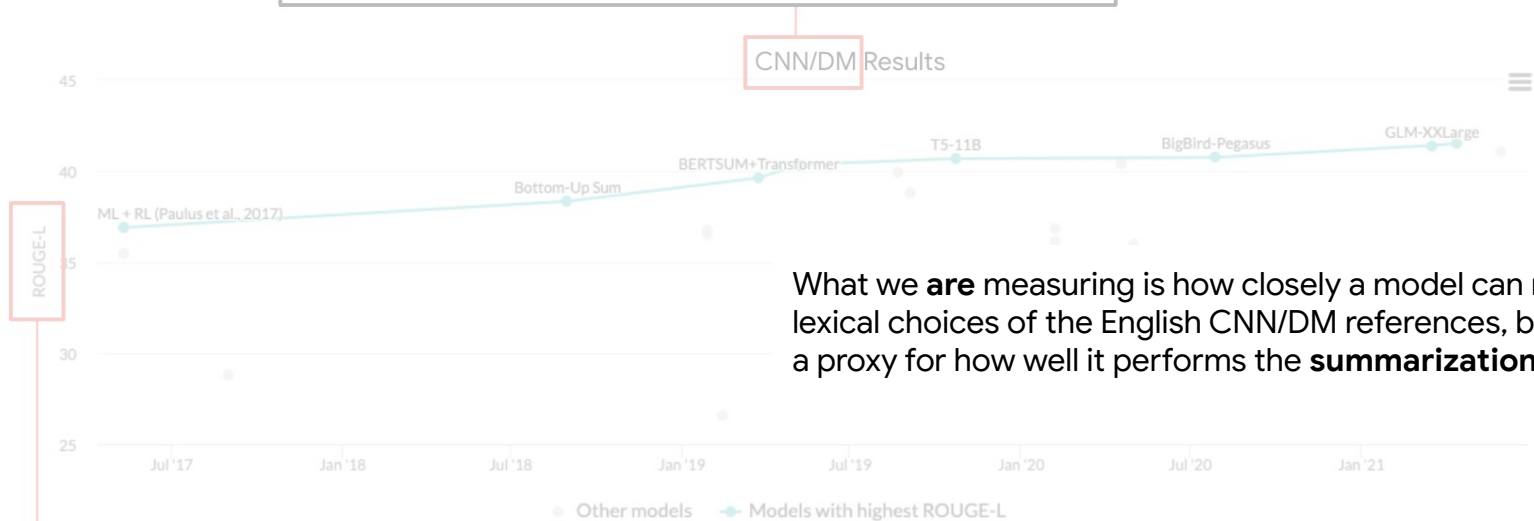 CNN/DM Results
45
40
35
30
25
ROUGE-L
ML + RL (Paulus et al., 2017)
Bottom-Up Sum
BERTSUM+Transformer
T5-11B
BigBird-Pegasus
GLM-XXLarge
What we are measuring is how closely a model can
lexical choices of the English CNN/DM references,
a proxy for how well it performs the summarization
Jul '17
Jan '18
Jul '18
Jan '19
Jul '19
Jan '20
Jul '20
Jan '21
Other models
Models with highest ROUGE-L